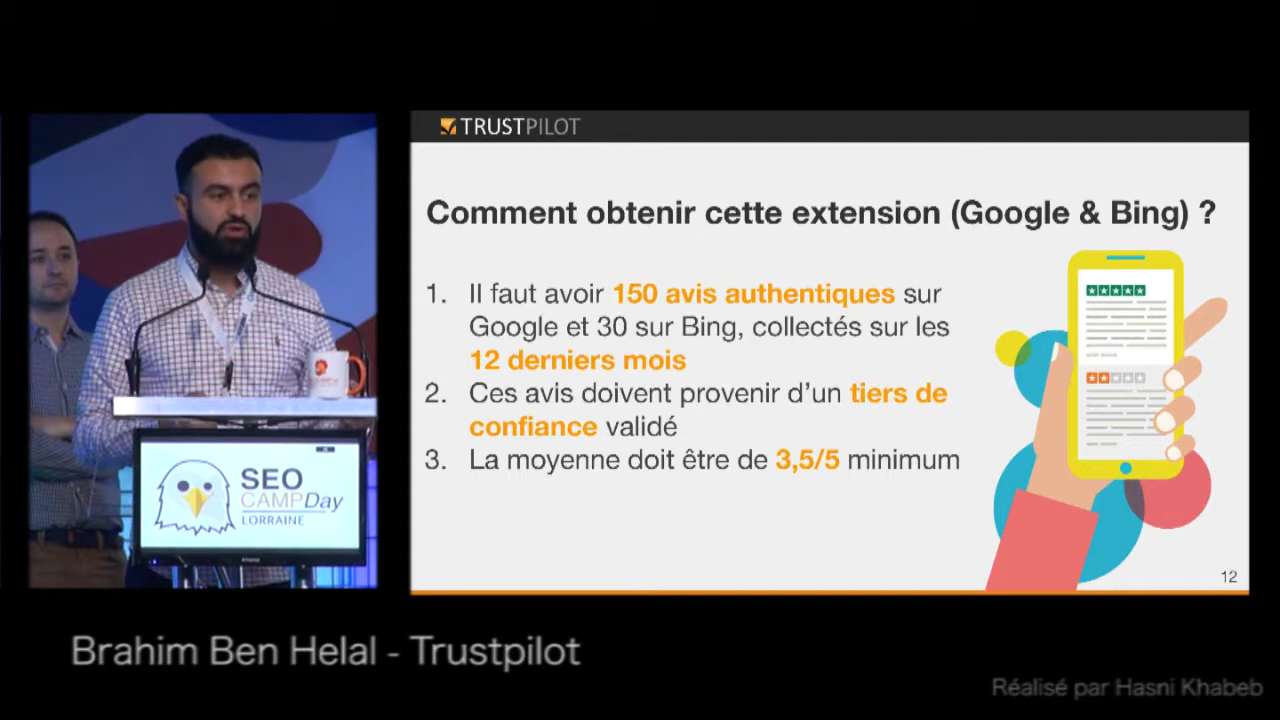 TRUSTPILOT
Comment obtenir cette extension (Google & Bing) ?
1. Il faut avoir 150 avis authentiques sur
Google et 30 sur Bing, collectés sur les
12 derniers mois
2. Ces avis doivent provenir d’un tiers de
confiance validé
3. La moyenne doit être de 3,5/5 minimum
12
SEO
CAMPDay
LORRAINE
Brahim Ben Helal - Trustpilot
Réalisé par Hasni Khabeb